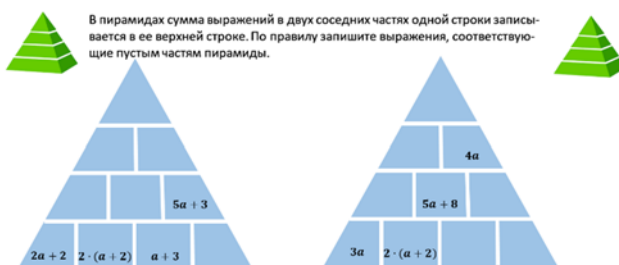 В пирамидах сумма выражений в двух соседних частях одной строки записы-
вается в ее верхней строке. По правилу запишите выражения, соответствую-
щие пустым частям пирамиды.
4a
5a + 3
5a + 8
2a + 2 2 · (a + 2) a + 3
3a 2 · (a + 2)